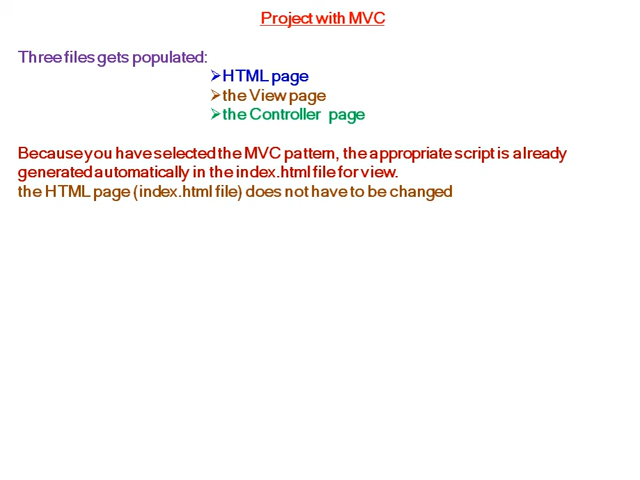 Project with MVC
Three files gets populated:
➢HTML page
➢the View page
➢the Controller page
Because you have selected the MVC pattern, the appropriate script is already
generated automatically in the index.html file for view.
the HTML page (index.html file) does not have to be changed